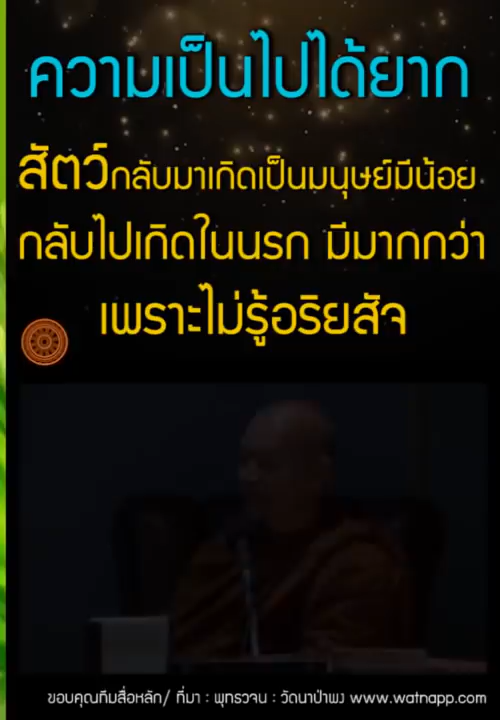 ความเป็นไปได้ยาก
สัตว์กลับมาเกิดเป็นมนุษย์มีน้อย
กลับไปเกิดในนรก มีมากกว่า
เพราะไม่รู้อริยสัจ
ขอบคุณทีมสื่อหลัก/ ที่มา : พุทธวจน : วัดนาป่าพง www.watnapp.com